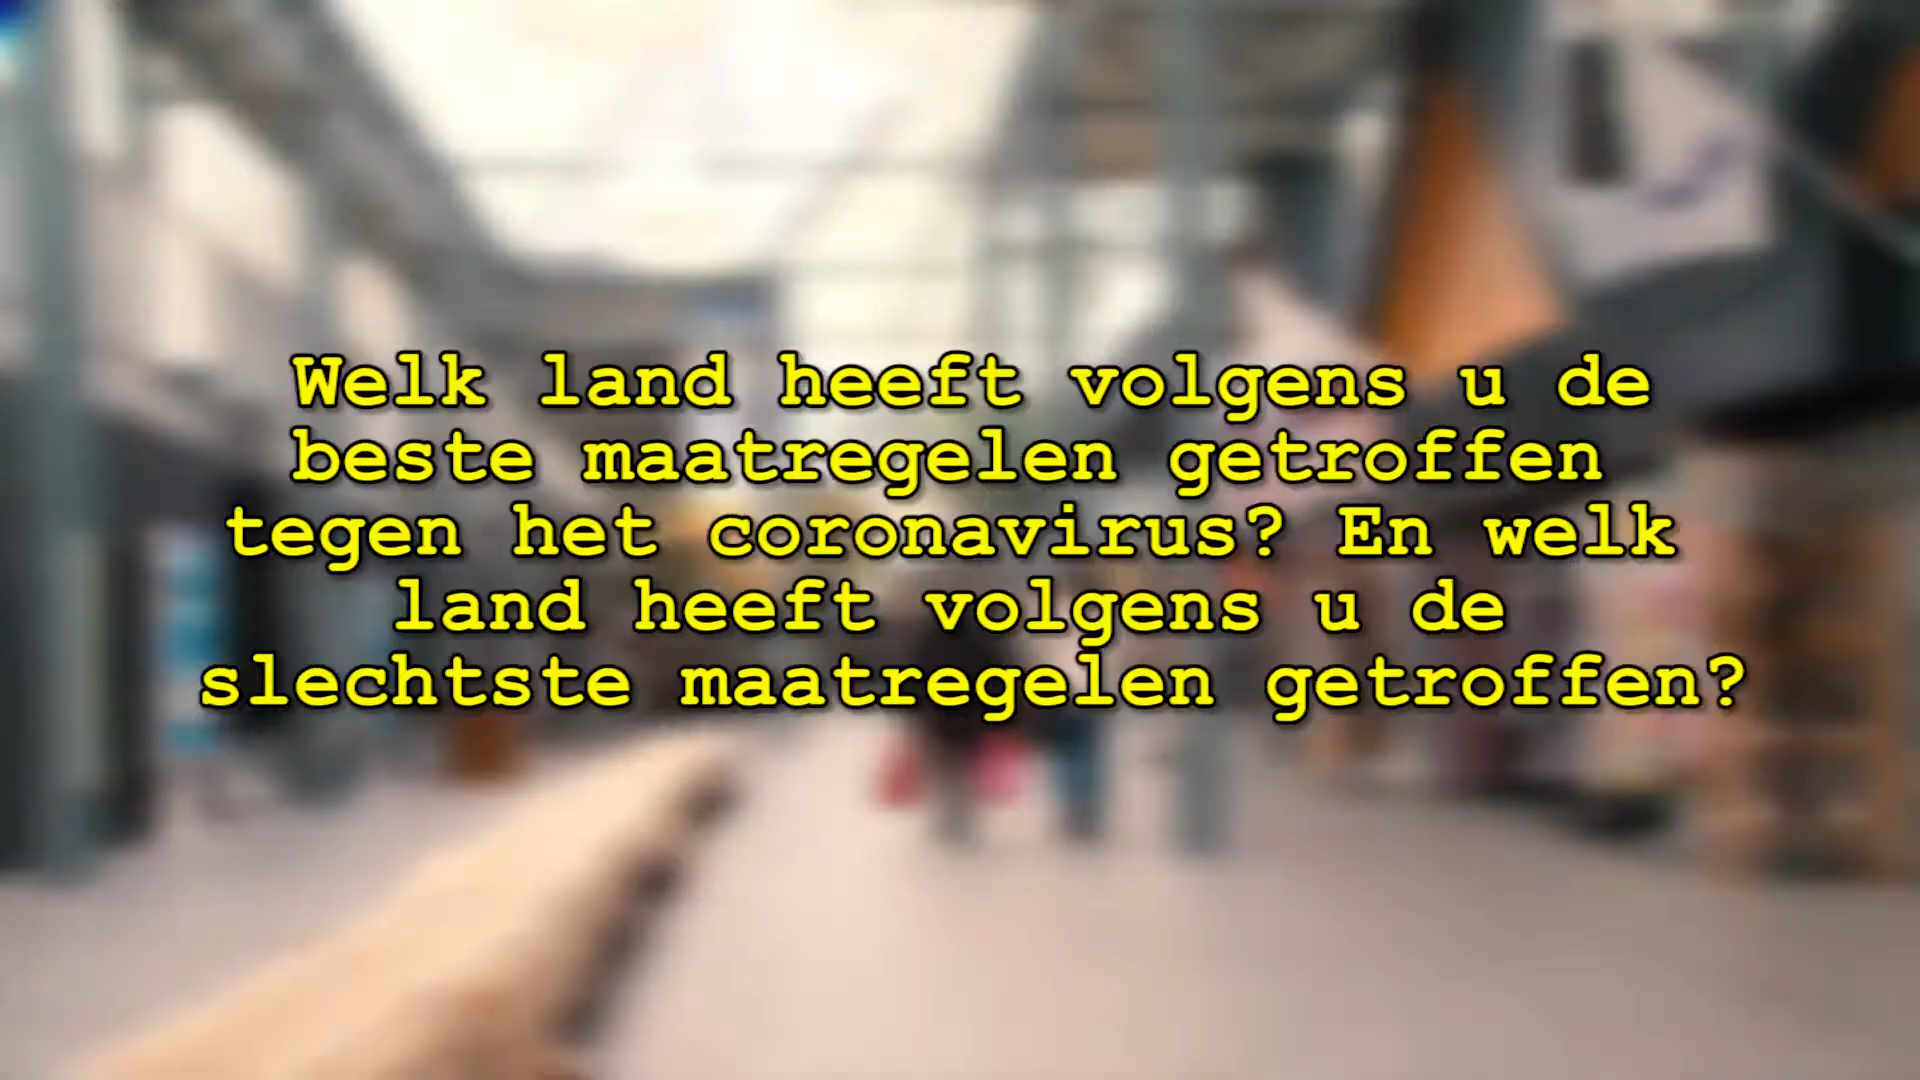 Welk land heeft volgens u de
beste maatregelen getroffen
tegen het coronavirus? En welk
land heeft volgens u de
slechtste maatregelen getroffen?